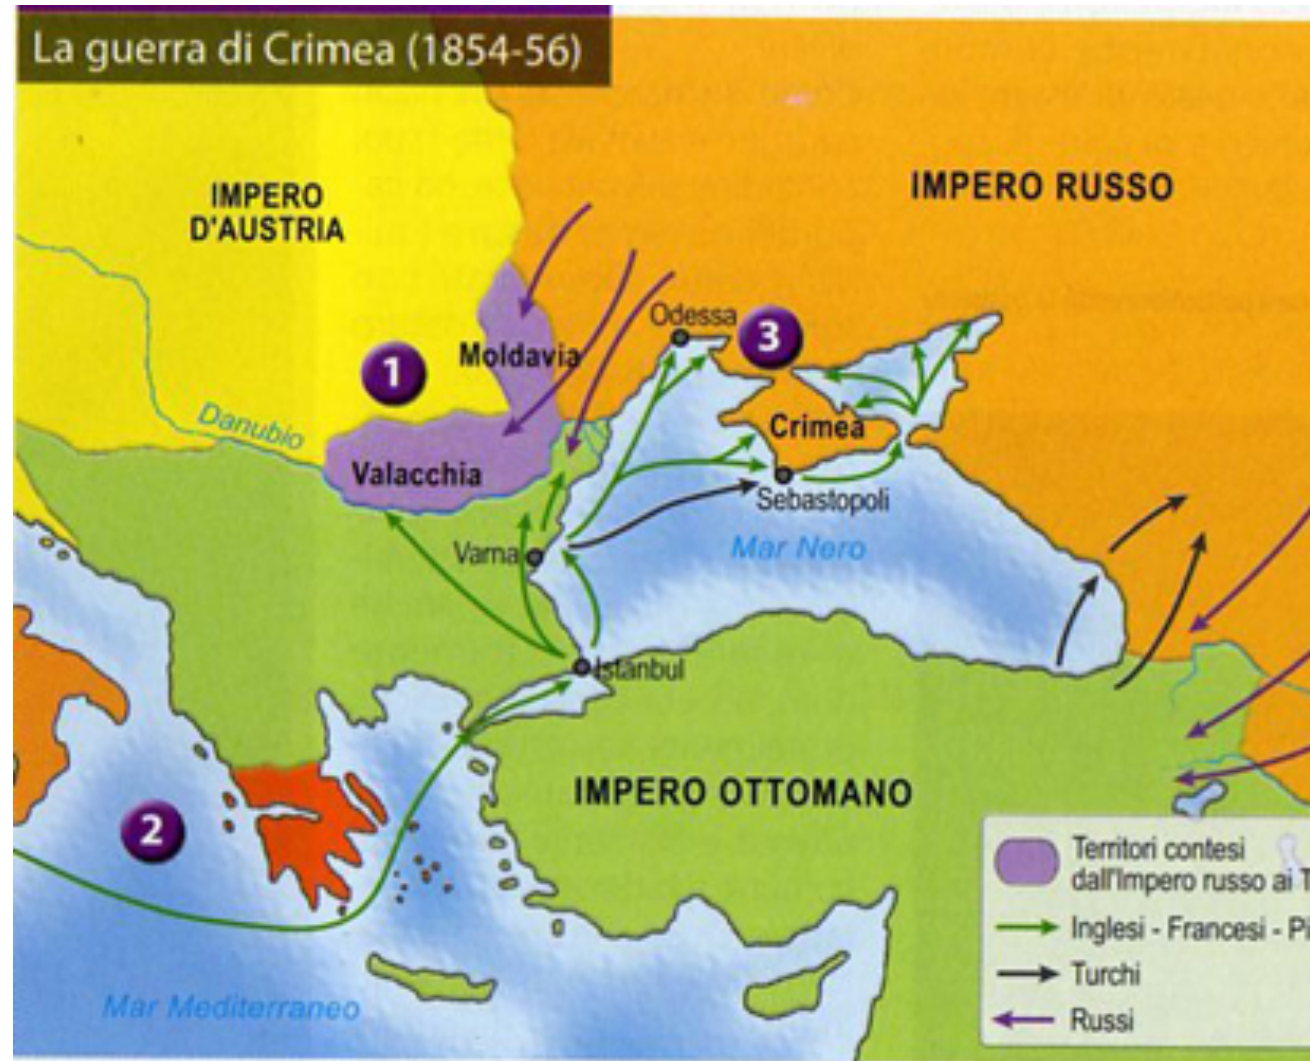 La guerra di Crimea (1854-56)
IMPERO
D'AUSTRIA
IMPERO RUSSO
Odessa
3
Moldavia
1
Danubio
Crimea
Valacchia
Sebastopoli
Varna
Mar Nero
Istanbul
IMPERO OTTOMANO
2
Territori contesi
dall'Impero russo ai T
Inglesi - Francesi - Pi
Mar Mediterraneo
Turchi
Russi